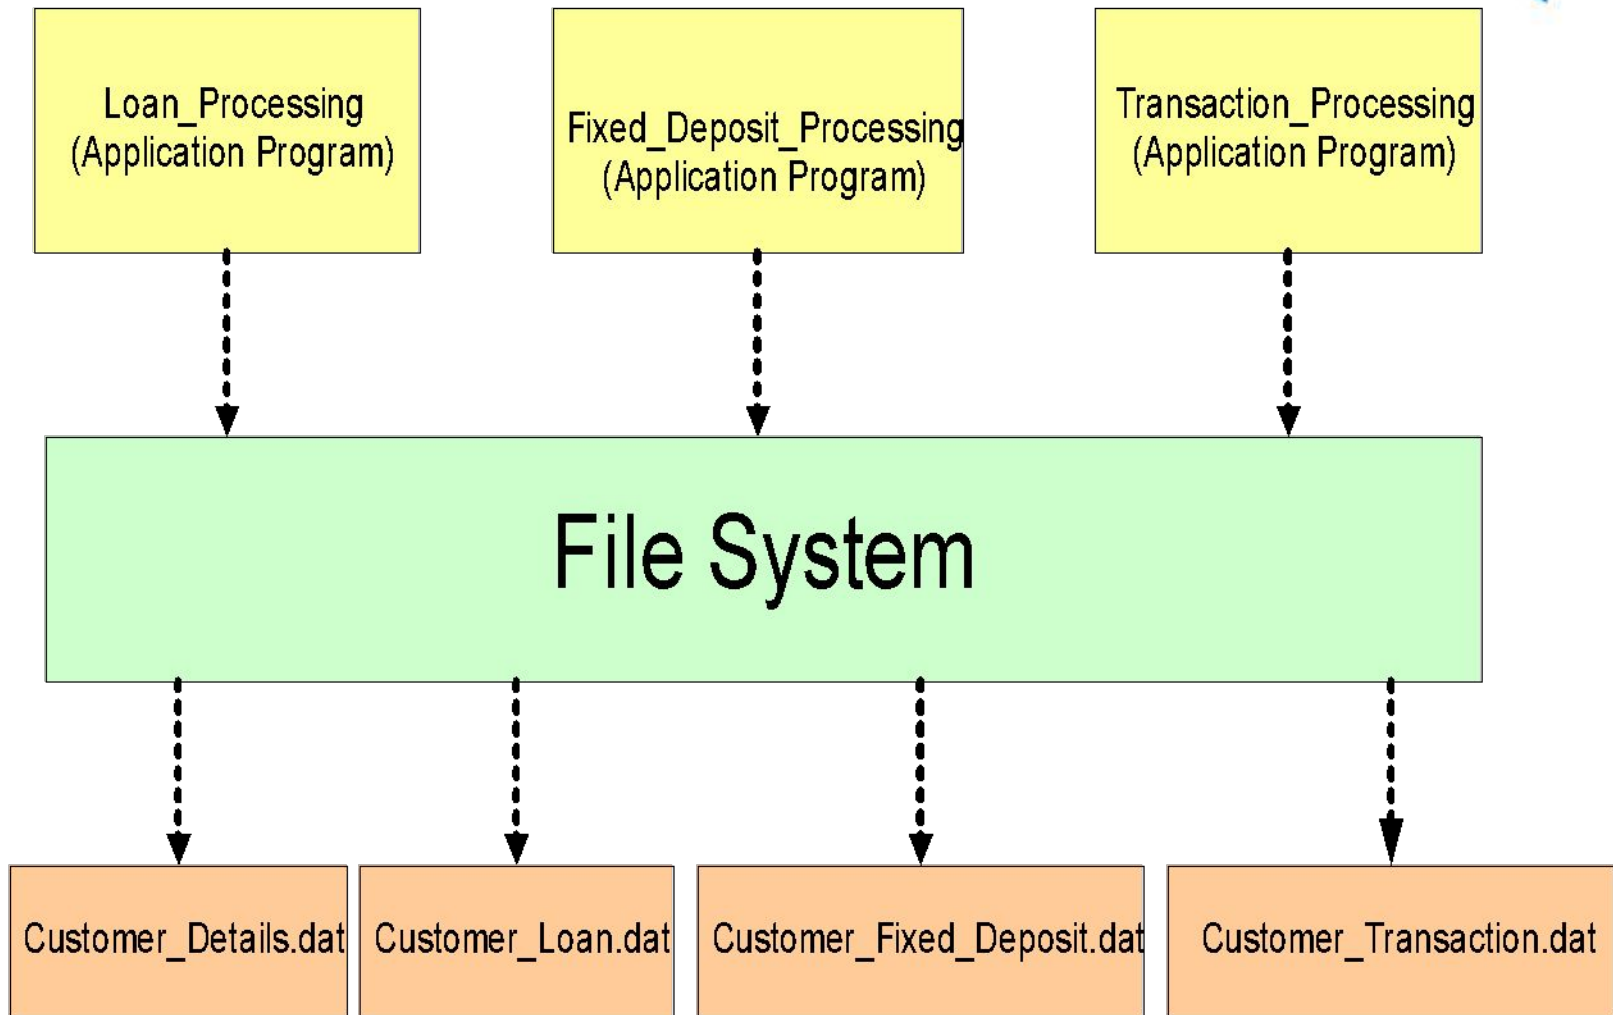 Loan_Processing
(Application Program)
Fixed_Deposit_Processing
(Application Program)
Transaction_Processing
(Application Program)
File System
Customer_Details.dat
Customer_Loan.dat
Customer_Fixed_Deposit.dat
Customer_Transaction.dat